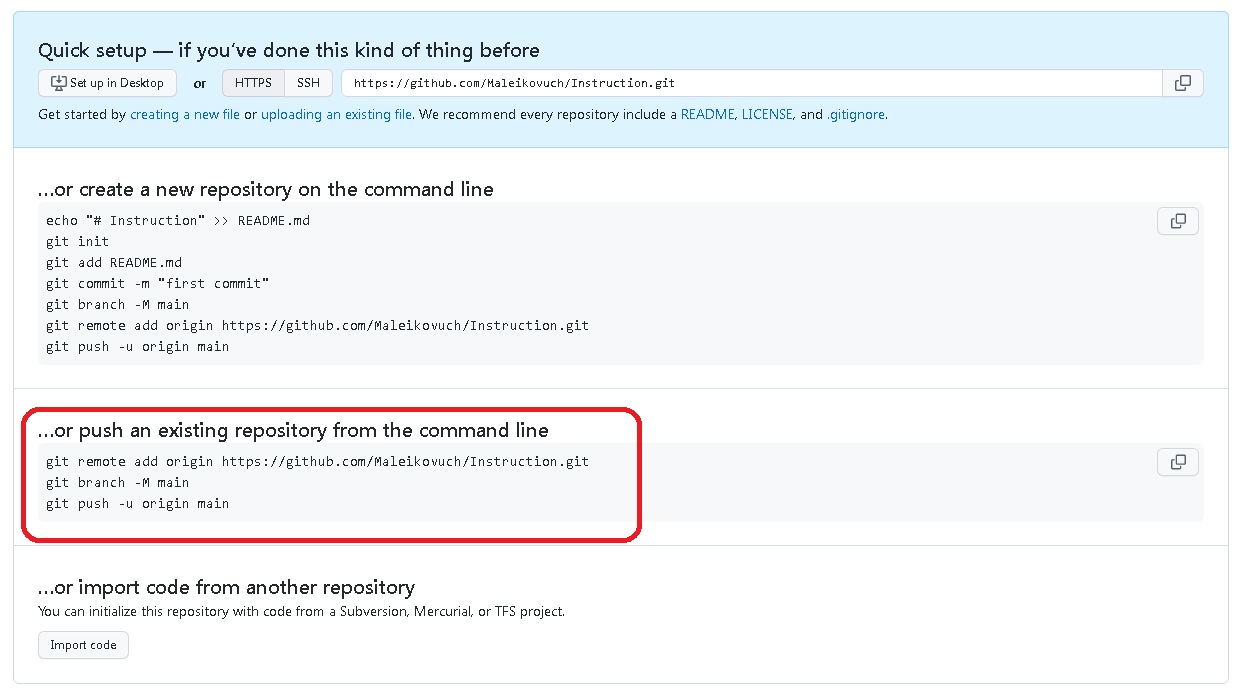 Quick setup — if you've done this kind of thing before
Set up in Desktop or HTTPS SSH https://github.com/Maleikovuch/Instruction.git
Get started by creating a new file or uploading an existing file. We recommend every repository include a README, LICENSE, and .gitignore.
...or create a new repository on the command line
echo "# Instruction" >> README.md
git init
git add README.md
git commit -m "first commit"
git branch -M main
git remote add origin https://github.com/Maleikovuch/Instruction.git
git push -u origin main
...or push an existing repository from the command line
git remote add origin https://github.com/Maleikovuch/Instruction.git
git branch -M main
git push -u origin main
...or import code from another repository
You can initialize this repository with code from a Subversion, Mercurial, or TFS project.
Import code